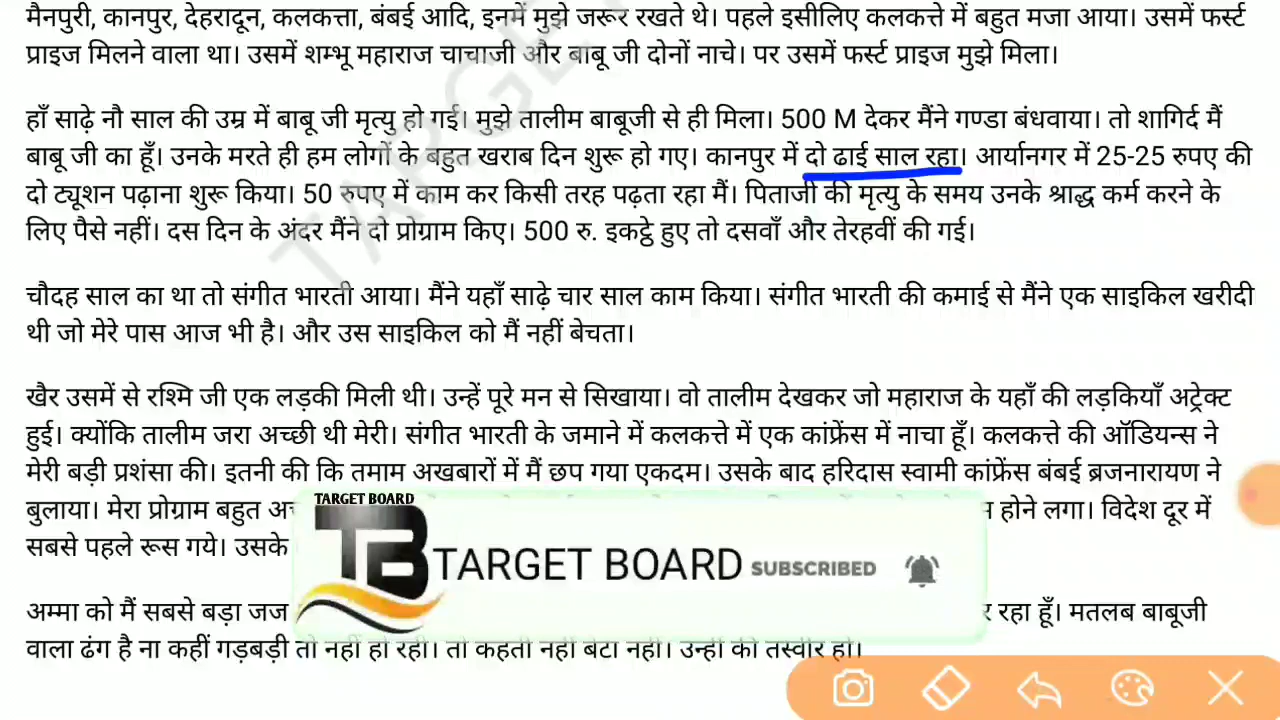 मैनपुरी, कानपुर, देहरादून, कलकत्ता, बंबई आदि, इनमें मुझे जरूर रखते थे। पहले इसीलिए कलकत्ते में बहुत मजा आया। उसमें फर्स्ट
प्राइज मिलने वाला था। उसमें शम्भू महाराज चाचाजी और बाबू जी दोनों नाचे। पर उसमें फर्स्ट प्राइज मुझे मिला।
हाँ साढ़े नौ साल की उम्र में बाबू जी मृत्यु हो गई। मुझे तालीम बाबूजी से ही मिला। 500 M देकर मैंने गण्डा बंधवाया। तो शागिर्द मैं
बाबू जी का हूँ। उनके मरते ही हम लोगों के बहुत खराब दिन शुरू हो गए। कानपुर में दो ढाई साल रहा। आर्यानगर में 25-25 रुपए की
दो ट्यूशन पढ़ाना शुरू किया। 50 रुपए में काम कर किसी तरह पढ़ता रहा मैं। पिताजी की मृत्यु के समय उनके श्राद्ध कर्म करने के
लिए पैसे नहीं। दस दिन के अंदर मैंने दो प्रोग्राम किए। 500 रु. इकट्ठे हुए तो दसवाँ और तेरहवीं की गई।
चौदह साल का था तो संगीत भारती आया। मैंने यहाँ साढ़े चार साल काम किया। संगीत भारती की कमाई से मैंने एक साइकिल खरीदी
थी जो मेरे पास आज भी है। और उस साइकिल को मैं नहीं बेचता।
खैर उसमें से रश्मि जी एक लड़की मिली थी। उन्हें पूरे मन से सिखाया। वो तालीम देखकर जो महाराज के यहाँ की लड़कियाँ अट्रेक्ट
हुई। क्योंकि तालीम जरा अच्छी थी मेरी। संगीत भारती के जमाने में कलकत्ते में एक कांफ्रेंस में नाचा हूँ। कलकत्ते की ऑडियन्स ने
मेरी बड़ी प्रशंसा की। इतनी की कि तमाम अखबारों में मैं छप गया एकदम। उसके बाद हरिदास स्वामी कांफ्रेंस बंबई ब्रजनारायण ने
बुलाया। मेरा प्रोग्राम बहुत होने लगा। विदेश दूर में
सबसे पहले रूस गये। उसके
TARGET BOARD
TB TARGET BOARD SUBSCRIBED
अम्मा को मैं सबसे बड़ा जज रहा हूँ। मतलब बाबूजी
वाला ढंग है ना कहीं गड़बड़ी तो नहीं हो रही। तो कहती नहीं बेटा नहीं। उन्हीं की तस्वीर हो।
TARGET